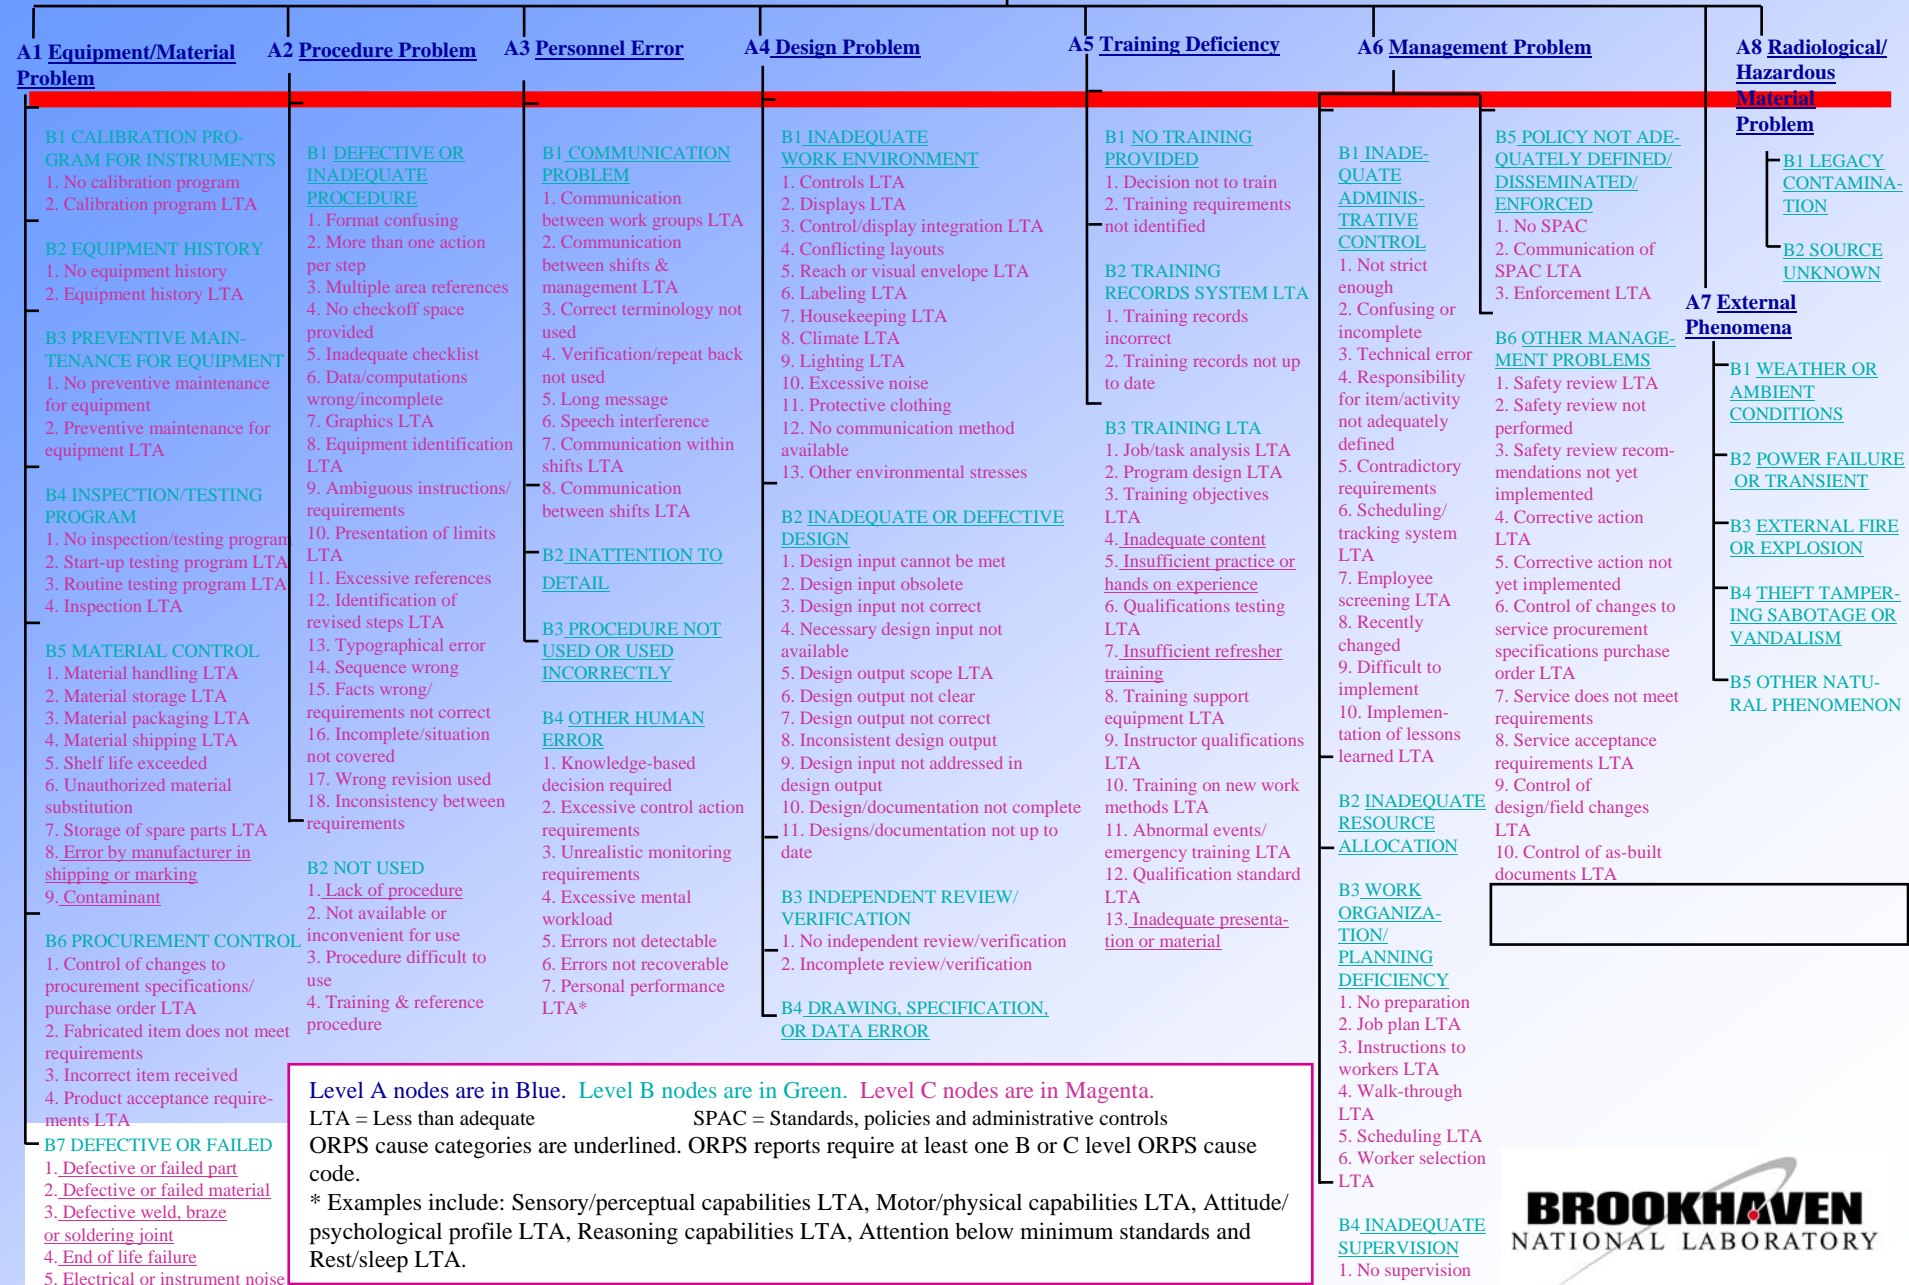 A1 Equipment/Material
Problem
B1 CALIBRATION PRO-
GRAM FOR INSTRUMENTS
1. No calibration program
2. Calibration program LTA
B2 EQUIPMENT HISTORY
1. No equipment history
2. Equipment history LTA
B3 PREVENTIVE MAIN-
TENANCE FOR EQUIPMENT
1. No preventive maintenance
for equipment
2. Preventive maintenance for
equipment LTA
B4 INSPECTION/TESTING
PROGRAM
1. No inspection/testing program
2. Start-up testing program LTA
3. Routine testing program LTA
4. Inspection LTA
B5 MATERIAL CONTROL
1. Material handling LTA
2. Material storage LTA
3. Material packaging LTA
4. Material shipping LTA
5. Shelf life exceeded
6. Unauthorized material
substitution
7. Storage of spare parts LTA
8. Error by manufacturer in
shipping or marking
9. Contaminant
B6 PROCUREMENT CONTROL
1. Control of changes to
procurement specifications/
purchase order LTA
2. Fabricated item does not meet
requirements
3. Incorrect item received
4. Product acceptance require-
ments LTA
B7 DEFECTIVE OR FAILED
1. Defective or failed part
2. Defective or failed material
3. Defective weld, braze
or soldering joint
4. End of life failure
5. Electrical or instrument noise
A2 Procedure Problem
B1 DEFECTIVE OR
INADEQUATE
PROCEDURE
1. Format confusing
2. More than one action
per step
3. Multiple area references
4. No checkoff space
provided
5. Inadequate checklist
6. Data/computations
wrong/incomplete
7. Graphics LTA
8. Equipment identification
LTA
9. Ambiguous instructions/
requirements
10. Presentation of limits
LTA
11. Excessive references
12. Identification of
revised steps LTA
13. Typographical error
14. Sequence wrong
15. Facts wrong/
requirements not correct
16. Incomplete/situation
not covered
17. Wrong revision used
18. Inconsistency between
requirements
B2 NOT USED
1. Lack of procedure
2. Not available or
inconvenient for use
3. Procedure difficult to
use
4. Training & reference
procedure
A3 Personnel Error
B1 COMMUNICATION
PROBLEM
1. Communication
between work groups LTA
2. Communication
between shifts &
management LTA
3. Correct terminology not
used
4. Verification/repeat back
not used
5. Long message
6. Speech interference
7. Communication within
shifts LTA
8. Communication
between shifts LTA
B2 INATTENTION TO
DETAIL
B3 PROCEDURE NOT
USED OR USED
INCORRECTLY
B4 OTHER HUMAN
ERROR
1. Knowledge-based
decision required
2. Excessive control action
requirements
3. Unrealistic monitoring
requirements
4. Excessive mental
workload
5. Errors not detectable
6. Errors not recoverable
7. Personal performance
LTA*
A4 Design Problem
B1 INADEQUATE
WORK ENVIRONMENT
1. Controls LTA
2. Displays LTA
3. Control/display integration LTA
4. Conflicting layouts
5. Reach or visual envelope LTA
6. Labeling LTA
7. Housekeeping LTA
8. Climate LTA
9. Lighting LTA
10. Excessive noise
11. Protective clothing
12. No communication method
available
13. Other environmental stresses
B2 INADEQUATE OR DEFECTIVE
DESIGN
1. Design input cannot be met
2. Design input obsolete
3. Design input not correct
4. Necessary design input not
available
5. Design output scope LTA
6. Design output not clear
7. Design output not correct
8. Inconsistent design output
9. Design input not addressed in
design output
10. Design/documentation not complete
11. Designs/documentation not up to
date
B3 INDEPENDENT REVIEW/
VERIFICATION
1. No independent review/verification
2. Incomplete review/verification
B4 DRAWING, SPECIFICATION,
OR DATA ERROR
A5 Training Deficiency
B1 NO TRAINING
PROVIDED
1. Decision not to train
2. Training requirements
not identified
B2 TRAINING
RECORDS SYSTEM LTA
1. Training records
incorrect
2. Training records not up
to date
B3 TRAINING LTA
1. Job/task analysis LTA
2. Program design LTA
3. Training objectives
LTA
4. Inadequate content
5. Insufficient practice or
hands on experience
6. Qualifications testing
LTA
7. Insufficient refresher
training
8. Training support
equipment LTA
9. Instructor qualifications
LTA
10. Training on new work
methods LTA
11. Abnormal events/
emergency training LTA
12. Qualification standard
LTA
13. Inadequate presenta-
tion or material
A6 Management Problem
B1 INADE-
QUATE
ADMINIS-
TRATIVE
CONTROL
1. Not strict
enough
2. Confusing or
incomplete
3. Technical error
4. Responsibility
for item/activity
not adequately
defined
5. Contradictory
requirements
6. Scheduling/
tracking system
LTA
7. Employee
screening LTA
8. Recently
changed
9. Difficult to
implement
10. Implemen-
tation of lessons
learned LTA
B2 INADEQUATE
RESOURCE
ALLOCATION
B3 WORK
ORGANIZA-
TION/
PLANNING
DEFICIENCY
1. No preparation
2. Job plan LTA
3. Instructions to
workers LTA
4. Walk-through
LTA
5. Scheduling LTA
6. Worker selection
LTA
B4 INADEQUATE
SUPERVISION
1. No supervision
B5 POLICY NOT ADE-
QUATELY DEFINED/
DISSEMINATED/
ENFORCED
1. No SPAC
2. Communication of
SPAC LTA
3. Enforcement LTA
B6 OTHER MANAGE-
MENT PROBLEMS
1. Safety review LTA
2. Safety review not
performed
3. Safety review recom-
mendations not yet
implemented
4. Corrective action
LTA
5. Corrective action not
yet implemented
6. Control of changes to
service procurement
specifications purchase
order LTA
7. Service does not meet
requirements
8. Service acceptance
requirements LTA
9. Control of
design/field changes
LTA
10. Control of as-built
documents LTA
A7 External
Phenomena
B1 WEATHER OR
AMBIENT
CONDITIONS
B2 POWER FAILURE
OR TRANSIENT
B3 EXTERNAL FIRE
OR EXPLOSION
B4 THEFT TAMPER-
ING SABOTAGE OR
VANDALISM
B5 OTHER NATU-
RAL PHENOMENON
A8 Radiological/
Hazardous
Material
Problem
B1 LEGACY
CONTAMINA-
TION
B2 SOURCE
UNKNOWN
Level A nodes are in Blue. Level B nodes are in Green. Level C nodes are in Magenta.
LTA = Less than adequate SPAC = Standards, policies and administrative controls
ORPS cause categories are underlined. ORPS reports require at least one B or C level ORPS cause
code.
* Examples include: Sensory/perceptual capabilities LTA, Motor/physical capabilities LTA, Attitude/
psychological profile LTA, Reasoning capabilities LTA, Attention below minimum standards and
Rest/sleep LTA.
BROOKHAVEN
NATIONAL LABORATORY